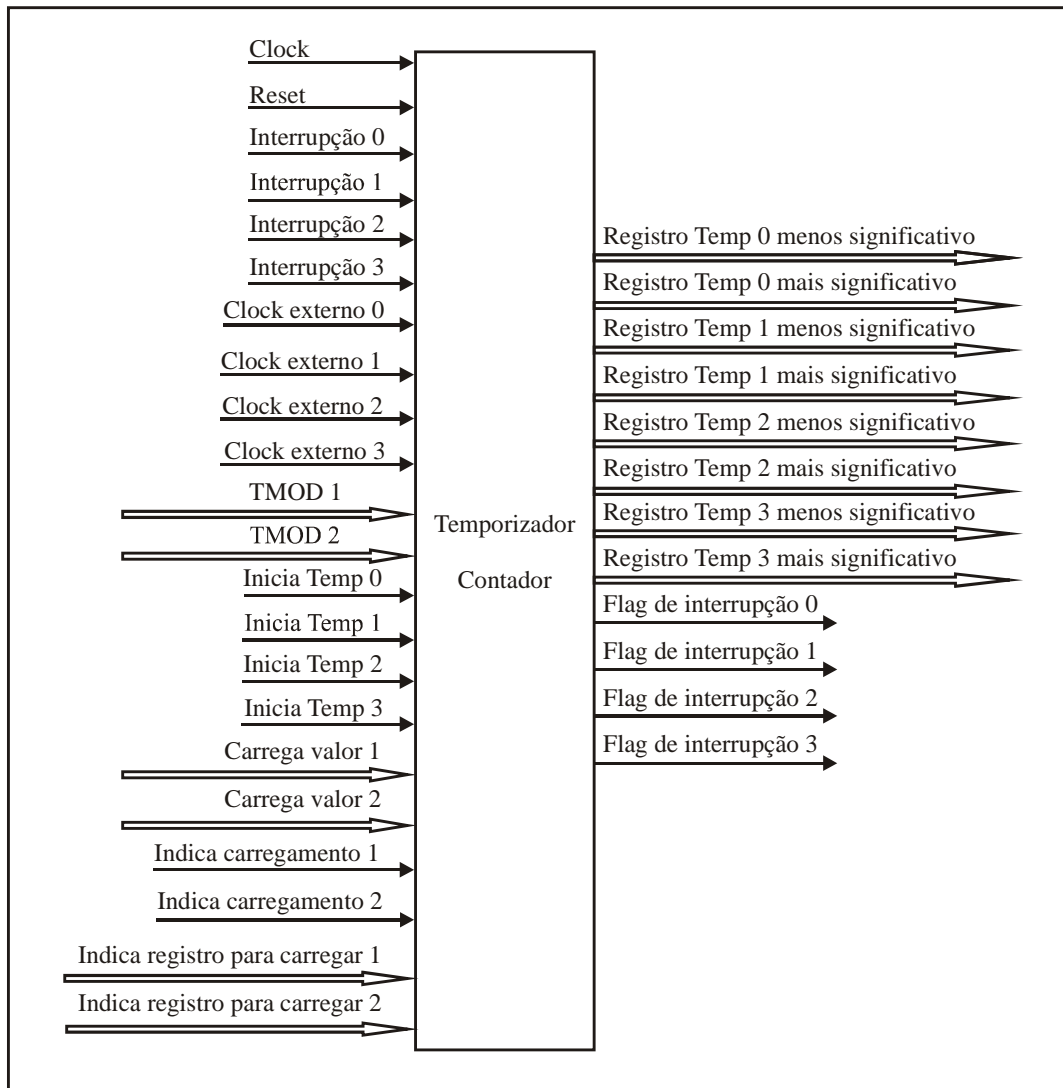 Clock
Reset
Interrupção 0
Interrupção 1
Interrupção 2
Interrupção 3
Clock externo 0
Clock externo 1
Clock externo 2
Clock externo 3
TMOD 1
TMOD 2
Inicia Temp 0
Inicia Temp 1
Inicia Temp 2
Inicia Temp 3
Carrega valor 1
Carrega valor 2
Indica carregamento 1
Indica carregamento 2
Indica registro para carregar 1
Indica registro para carregar 2
Temporizador
Contador
Registro Temp 0 menos significativo
Registro Temp 0 mais significativo
Registro Temp 1 menos significativo
Registro Temp 1 mais significativo
Registro Temp 2 menos significativo
Registro Temp 2 mais significativo
Registro Temp 3 menos significativo
Registro Temp 3 mais significativo
Flag de interrupção 0
Flag de interrupção 1
Flag de interrupção 2
Flag de interrupção 3